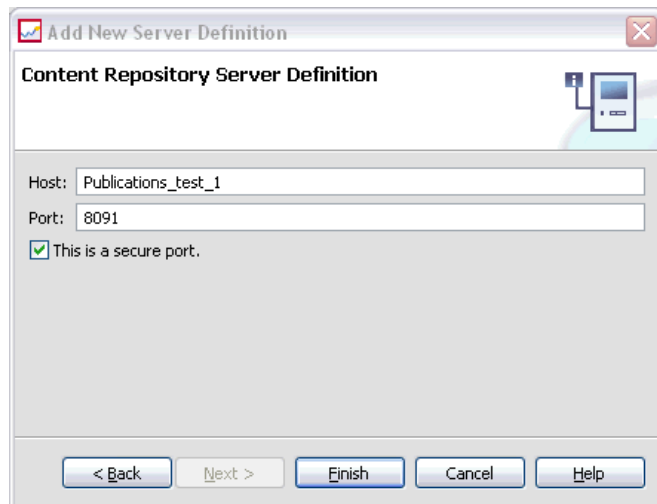 Add New Server Definition
Content Repository Server Definition
Host: Publications_test_1
Port: 8091
This is a secure port.
< Back Next > Finish Cancel Help